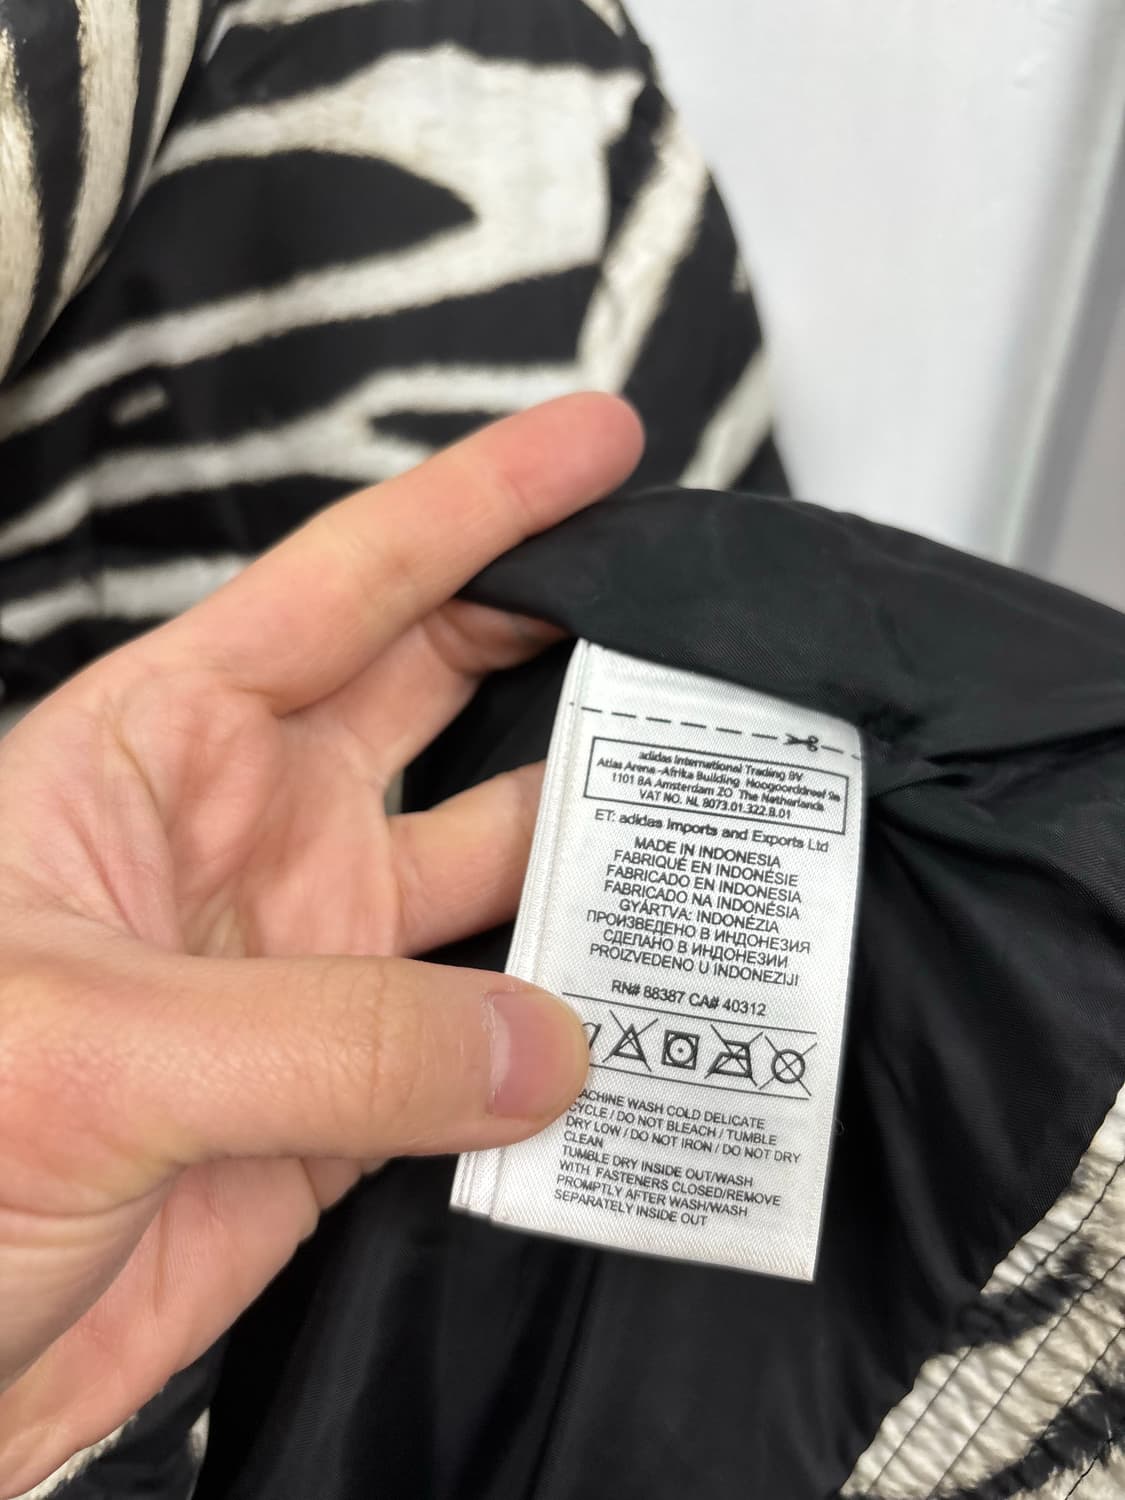 adidas International Trading BV
Atlas Arena -Afrika Building Hoogoorddreef 9a
1101 BA Amsterdam ZO The Netherlands
VAT NO. NL 8073.01.322.B.01
ET: adidas Imports and Exports Ltd
MADE IN INDONESIA
FABRIQUÉ EN INDONÉSIE
FABRICADO EN INDONESIA
FABRICADO NA INDONÉSIA
GYÁRTVA: INDONÉZIA
ПРОИЗВЕДЕНО В ИНДОНЕЗИЯ
СДЕЛАНО В ИНДОНЕЗИИ
PROIZVEDENO U INDONEZIJI
RN# 88387 CA# 40312
ACHINE WASH COLD DELICATE
CYCLE / DO NOT BLEACH / TUMBLE
DRY LOW / DO NOT IRON / DO NOT DRY
CLEAN
TUMBLE DRY INSIDE OUT/WASH
WITH FASTENERS CLOSED/REMOVE
PROMPTLY AFTER WASH/WASH
SEPARATELY INSIDE OUT